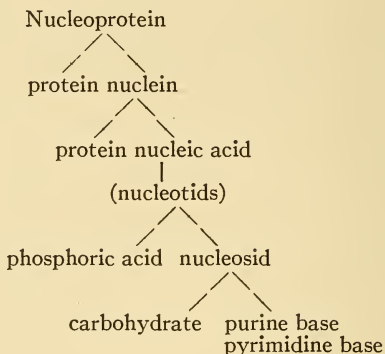 Nucleoprotein
protein nuclein
protein nucleic acid
(nucleotids)
phosphoric acid nucleosid
carbohydrate purine base
pyrimidine base